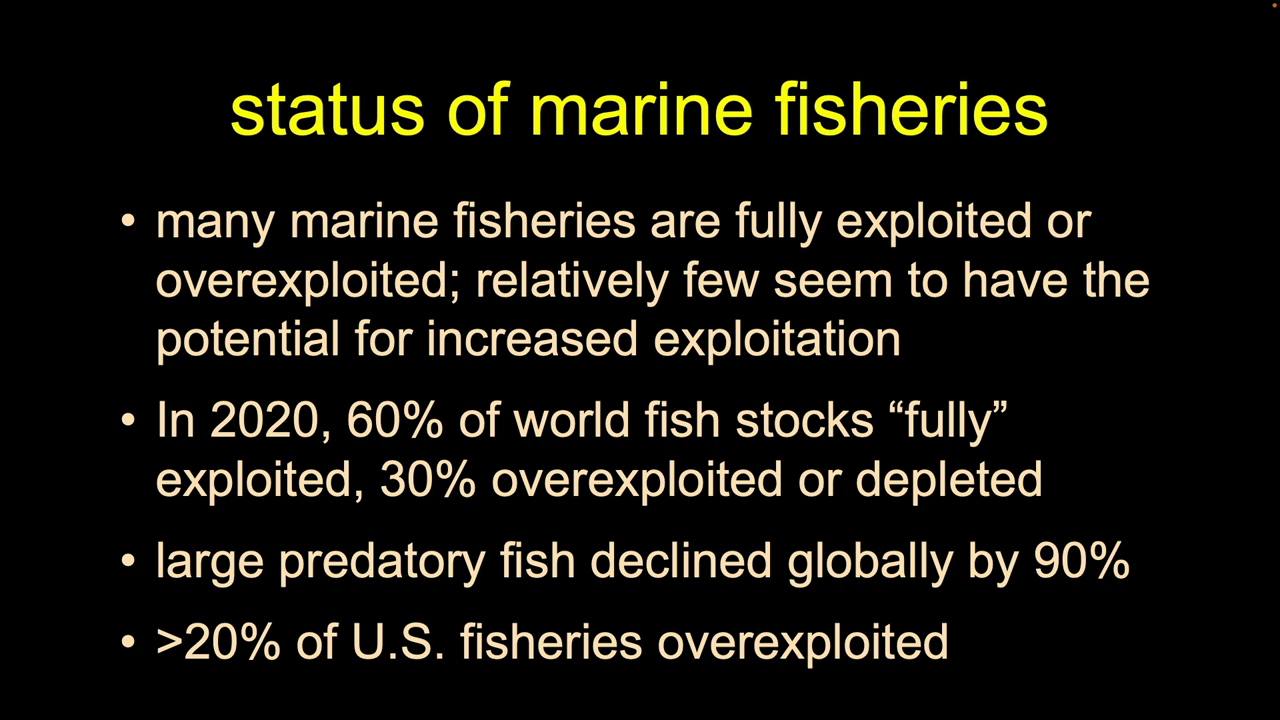 status of marine fisheries
• many marine fisheries are fully exploited or
overexploited; relatively few seem to have the
potential for increased exploitation
• In 2020, 60% of world fish stocks “fully”
exploited, 30% overexploited or depleted
• large predatory fish declined globally by 90%
• >20% of U.S. fisheries overexploited